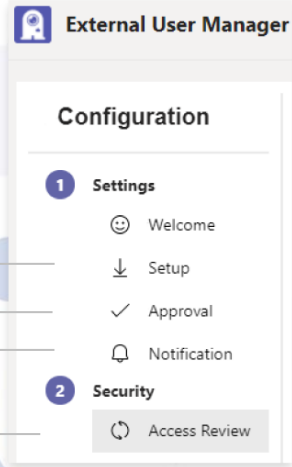 External User Manager
Configuration
1 Settings
Welcome
Setup
Approval
Notification
2 Security
Access Review